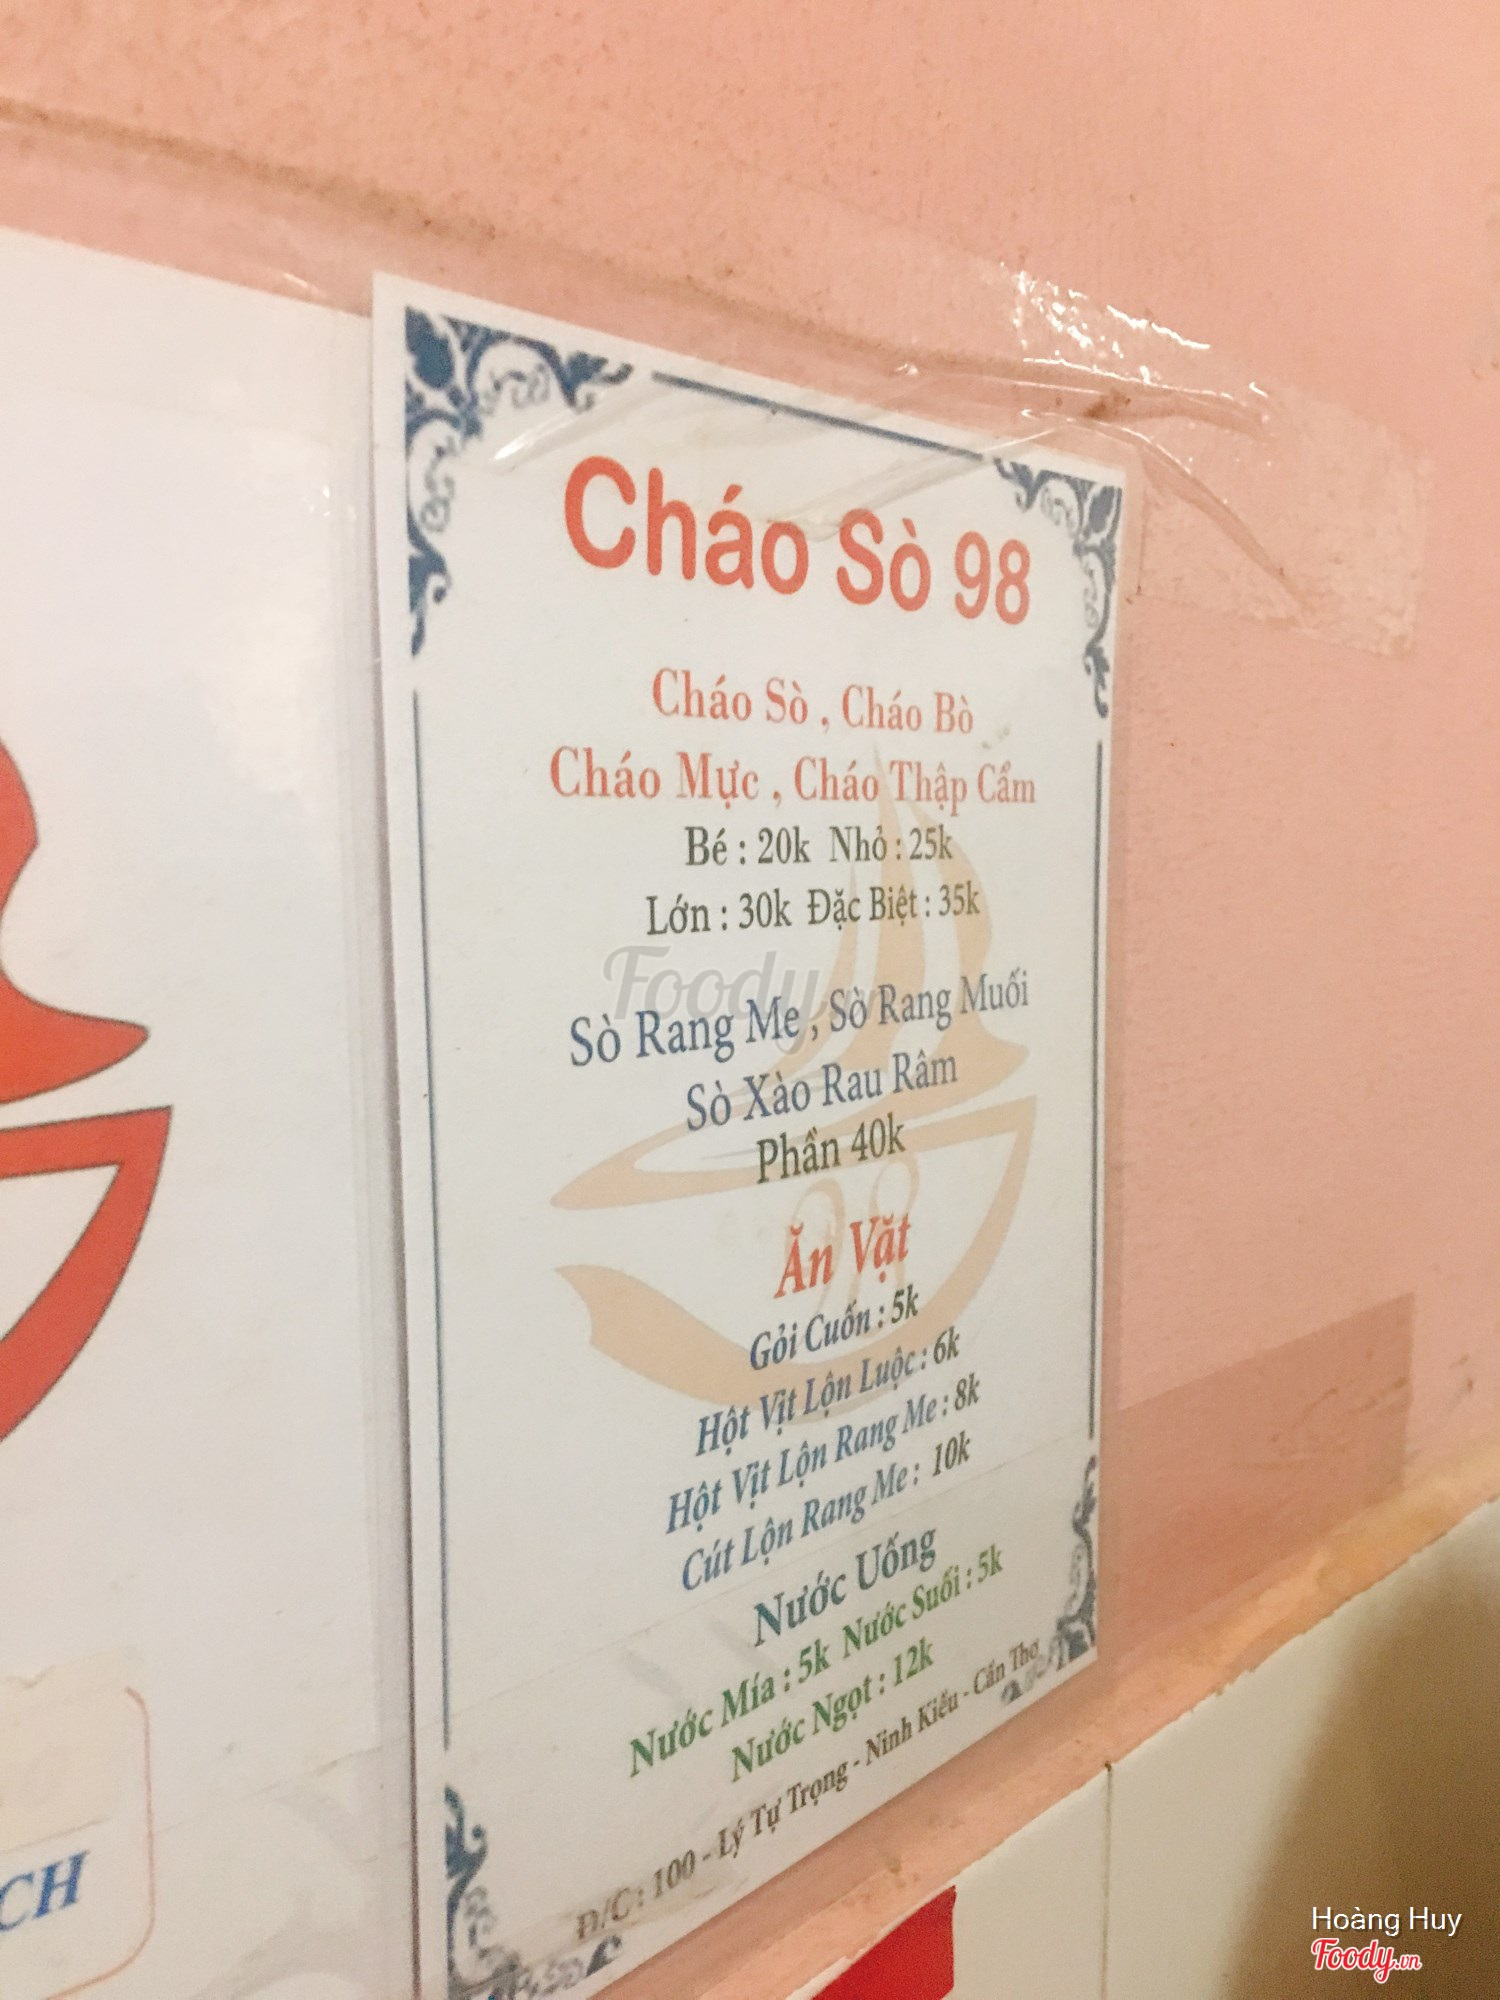 Cháo Sò 98
Cháo Sò , Cháo Bò
Cháo Mực , Cháo Thập Cẩm
Bé : 20k Nhỏ : 25k
Lớn : 30k Đặc Biệt : 35k
Sò Rang Me , Sò Rang Muối
Sò Xào Rau Râm
Phần 40k
Ăn Vặt
Gỏi Cuốn : 5k
Hột Vịt Lộn Luộc : 6k
Hột Vịt Lộn Rang Me : 8k
Cút Lộn Rang Me : 10k
Nước Uống
Nước Mía : 5k Nước Suối : 5k
Nước Ngọt : 12k
Đ/C : 100 - Lý Tự Trọng - Ninh Kiều - Cần Thơ
98
Foody.vn
CH
Hoàng Huy
Foody.vn